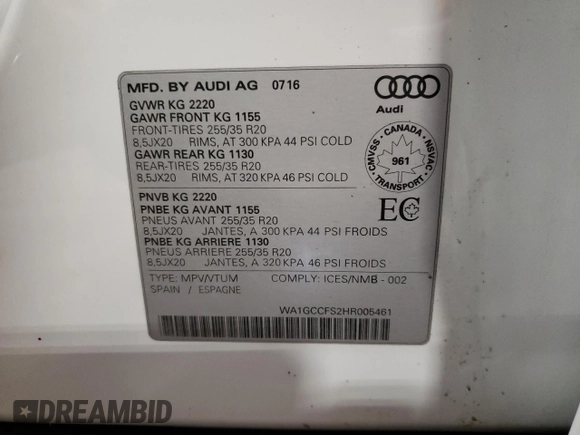 MFD. BY AUDI AG 0716
GVWR KG 2220
GAWR FRONT KG 1155
FRONT-TIRES 255/35 R20
8,5JX20 RIMS, AT 300 KPA 44 PSI COLD
GAWR REAR KG 1130
REAR-TIRES 255/35 R20
8,5JX20 RIMS, AT 320 KPA 46 PSI COLD
PNVB KG 2220
PNBE KG AVANT 1155
PNEUS AVANT 255/35 R20
8,5JX20 JANTES, A 300 KPA 44 PSI FROIDS
PNBE KG ARRIERE 1130
PNEUS ARRIERE 255/35 R20
8,5JX20 JANTES, A 320 KPA 46 PSI FROIDS
TYPE: MPV/VTUM COMPLY: ICES/NMB - 002
SPAIN / ESPAGNE
WA1GCCFS2HR005461
Audi
CMVSS - CANADA - NSVAC
961
TRANSPORT
EC
DREAMBID